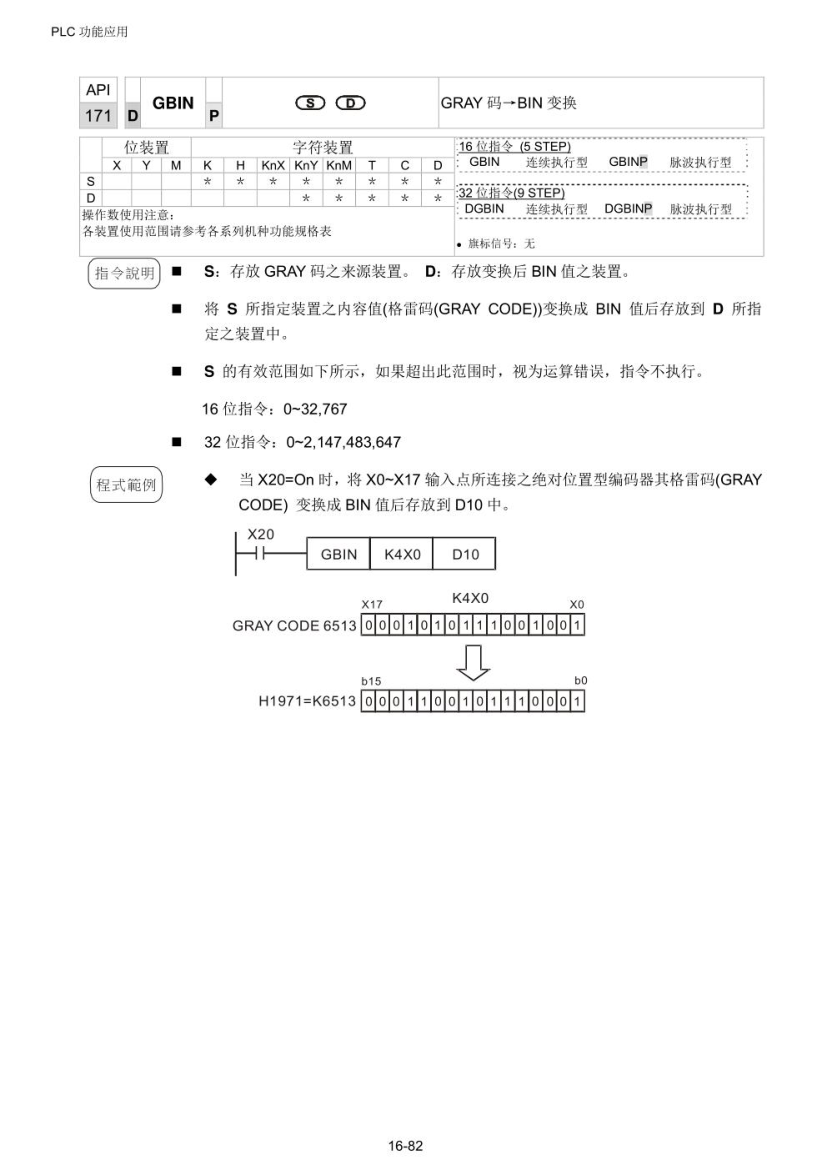 PLC 功能应用
API
171
D
GBIN
P
S D
GRAY 码→BIN 变换
位装置 字符装置
X Y M K H KnX KnY KnM T C D
S * * * * * * * *
D * * * * *
操作数使用注意：
各装置使用范围请参考各系列机种功能规格表
16 位指令 (5 STEP)
GBIN 连续执行型 GBINP 脉波执行型
32 位指令(9 STEP)
DGBIN 连续执行型 DGBINP 脉波执行型
● 旗标信号：无
指令說明
■ S：存放 GRAY 码之来源装置。 D：存放变换后 BIN 值之装置。
■ 将 S 所指定装置之内容值(格雷码(GRAY CODE))变换成 BIN 值后存放到 D 所指
定之装置中。
■ S 的有效范围如下所示，如果超出此范围时，视为运算错误，指令不执行。
16 位指令：0~32,767
■ 32 位指令：0~2,147,483,647
程式範例
◆ 当 X20=On 时，将 X0~X17 输入点所连接之绝对位置型编码器其格雷码(GRAY
CODE) 变换成 BIN 值后存放到 D10 中。
X20
GBIN K4X0 D10
X17 K4X0 X0
GRAY CODE 6513 0 0 0 1 0 1 0 1 1 1 0 0 1 0 0 1
b15 b0
H1971=K6513 0 0 0 1 1 0 0 1 0 1 1 1 0 0 0 1
16-82